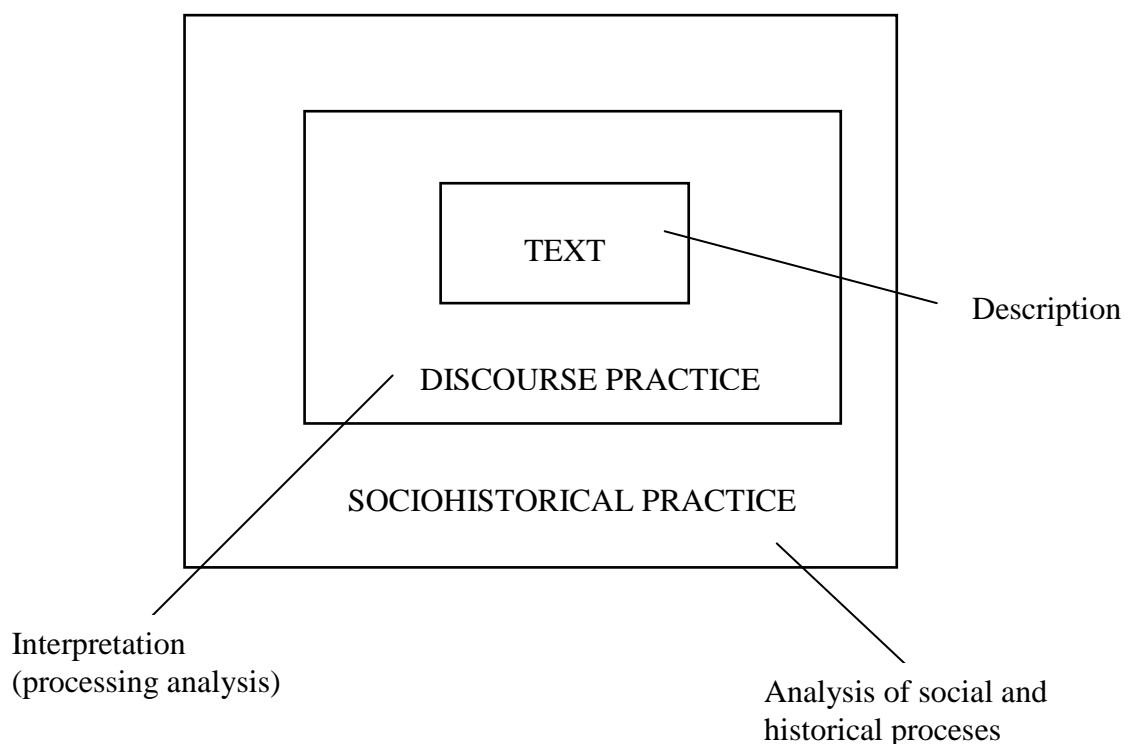 TEXT
Description
DISCOURSE PRACTICE
SOCIOHISTORICAL PRACTICE
Interpretation
(processing analysis)
Analysis of social and
historical proceses